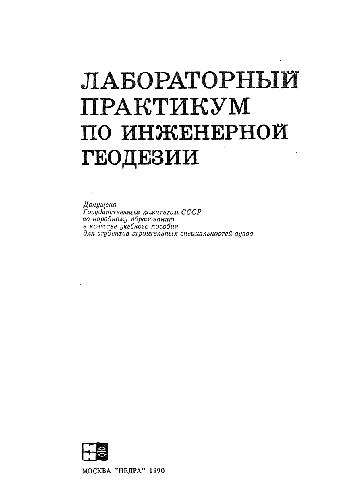 ЛАБОРАТОРНЫЙ
ПРАКТИКУМ
ПО ИНЖЕНЕРНОЙ
ГЕОДЕЗИИ
Допущено
Государственным комитетом СССР
по народному образованию
в качестве учебного пособия
для студентов строительных специальностей вузов
МОСКВА "НЕДРА" 1990